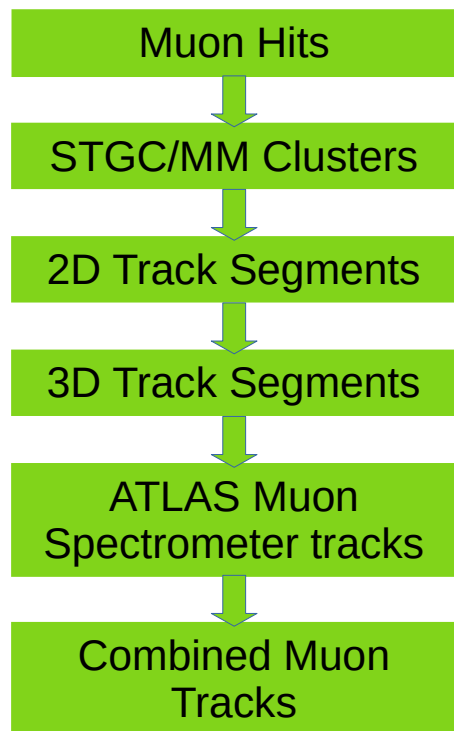 Muon Hits
STGC/MM Clusters
2D Track Segments
3D Track Segments
ATLAS Muon
Spectrometer tracks
Combined Muon
Tracks